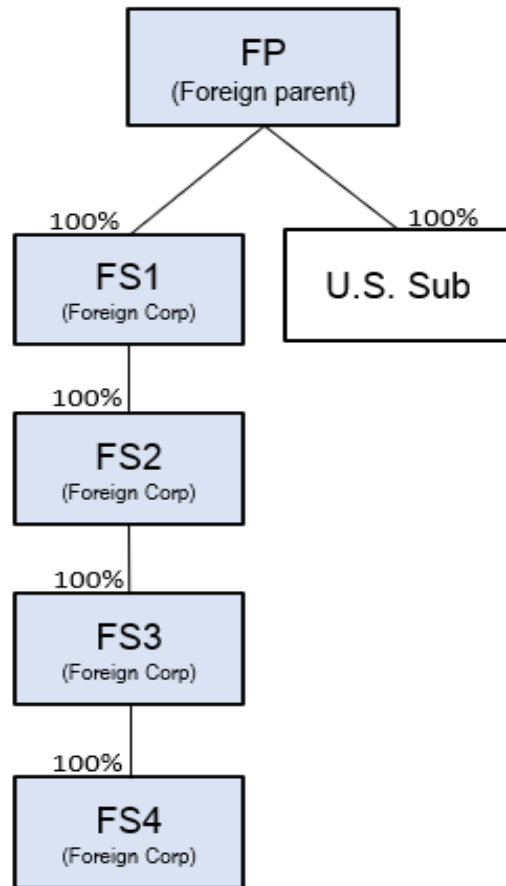 FP
(Foreign parent)
100%
100%
FS1
(Foreign Corp)
U.S. Sub
100%
FS2
(Foreign Corp)
100%
FS3
(Foreign Corp)
100%
FS4
(Foreign Corp)